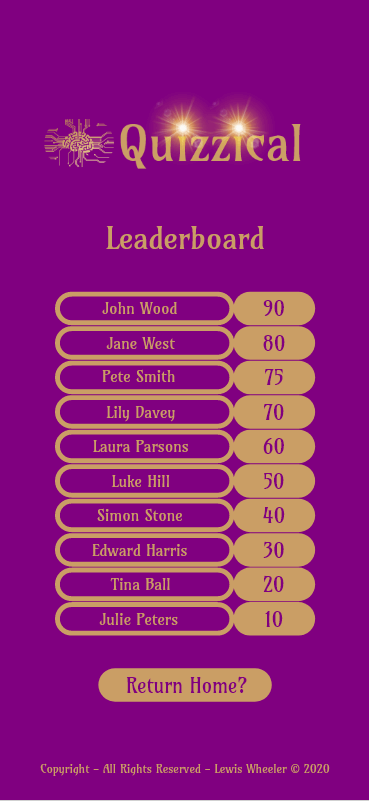 Quizzical
Leaderboard
John Wood 90
Jane West 80
Pete Smith 75
Lily Davey 70
Laura Parsons 60
Luke Hill 50
Simon Stone 40
Edward Harris 30
Tina Ball 20
Julie Peters 10
Return Home?
Copyright - All Rights Reserved - Lewis Wheeler © 2020